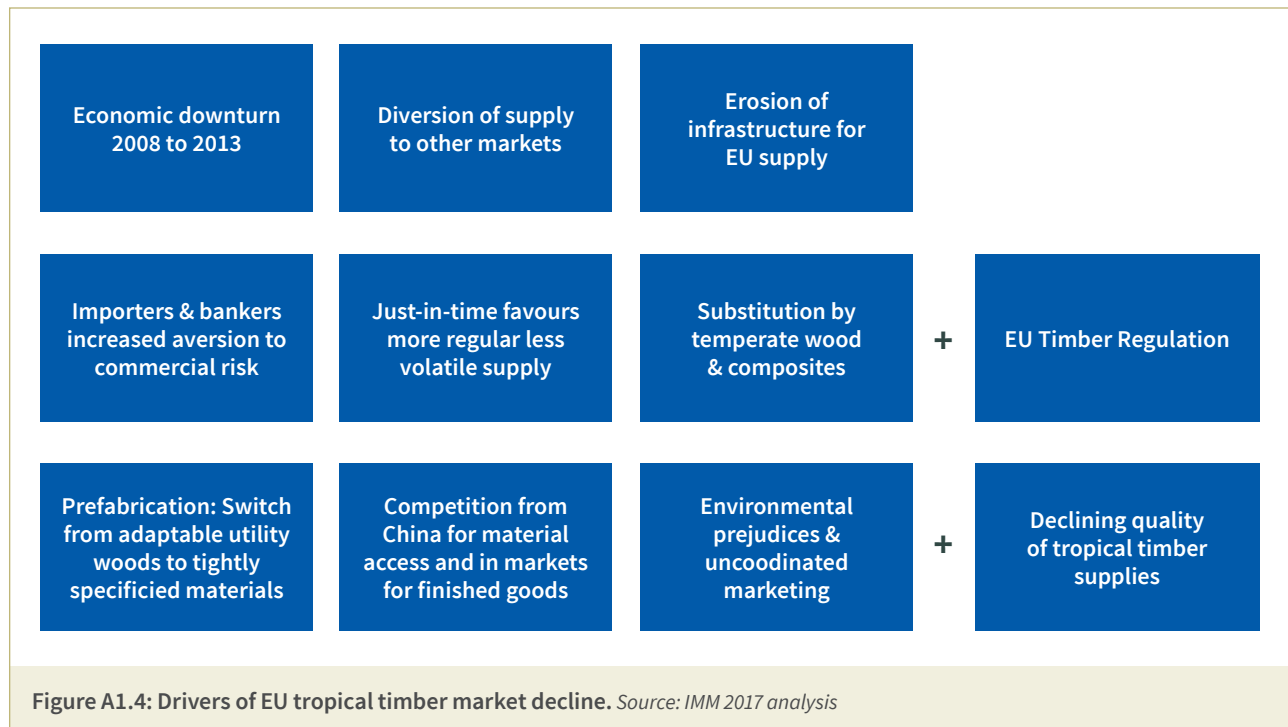 Economic downturn
2008 to 2013
Diversion of supply
to other markets
Erosion of
infrastructure for
EU supply
Importers & bankers
increased aversion to
commercial risk
Just-in-time favours
more regular less
volatile supply
Substitution by
temperate wood
& composites
+
EU Timber Regulation
Prefabrication: Switch
from adaptable utility
woods to tightly
specificied materials
Competition from
China for material
access and in markets
for finished goods
Environmental
prejudices &
uncoodinated
marketing
+
Declining quality
of tropical timber
supplies
Figure A1.4: Drivers of EU tropical timber market decline. Source: IMM 2017 analysis